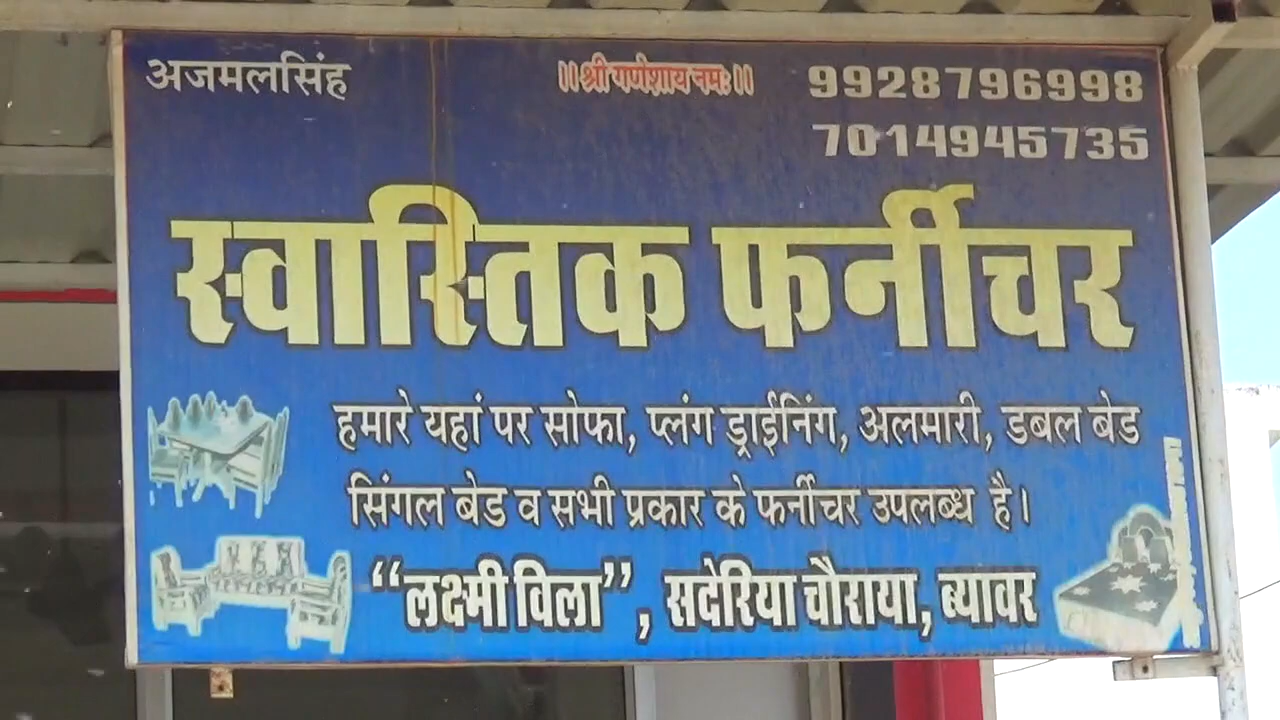 अजमलसिंह
॥ श्री गणेशाय नमः ॥
9928796998
7014945735
स्वास्तिक फर्नीचर
हमारे यहां पर सोफा, प्लंग ड्राईनिंग, अलमारी, डबल बेड
सिंगल बेड व सभी प्रकार के फर्नीचर उपलब्ध है।
“लक्ष्मी विला”, सदेरिया चौराया, ब्यावर